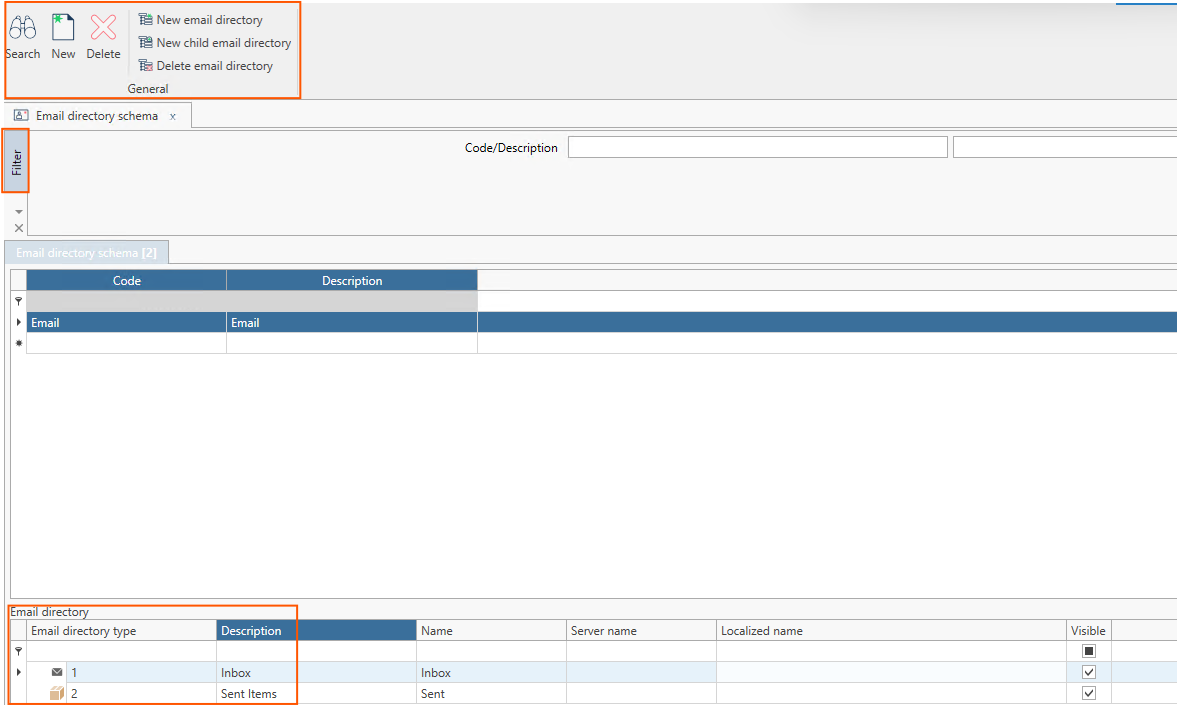 New email directory
New child email directory
Search New Delete
Delete email directory
General
Email directory schema x
Filter
Code/Description
Email directory schema [2]
Code Description
Email Email
Email directory
Email directory type Description Name Server name Localized name Visible
1 Inbox Inbox
2 Sent Items Sent